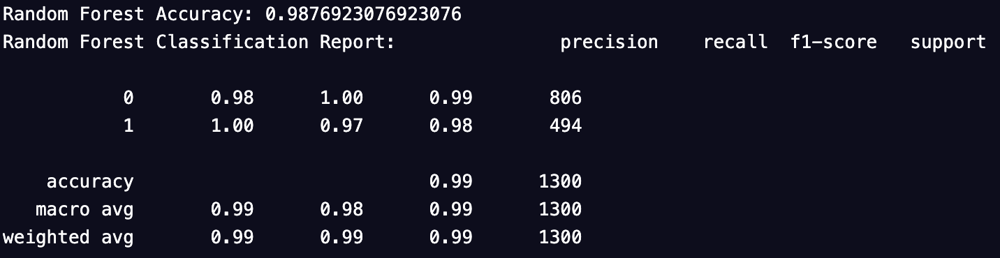 Random Forest Accuracy: 0.9876923076923076
Random Forest Classification Report:               precision    recall  f1-score   support

           0       0.98      1.00      0.99       806
           1       1.00      0.97      0.98       494

    accuracy                           0.99      1300
   macro avg       0.99      0.98      0.99      1300
weighted avg       0.99      0.99      0.99      1300